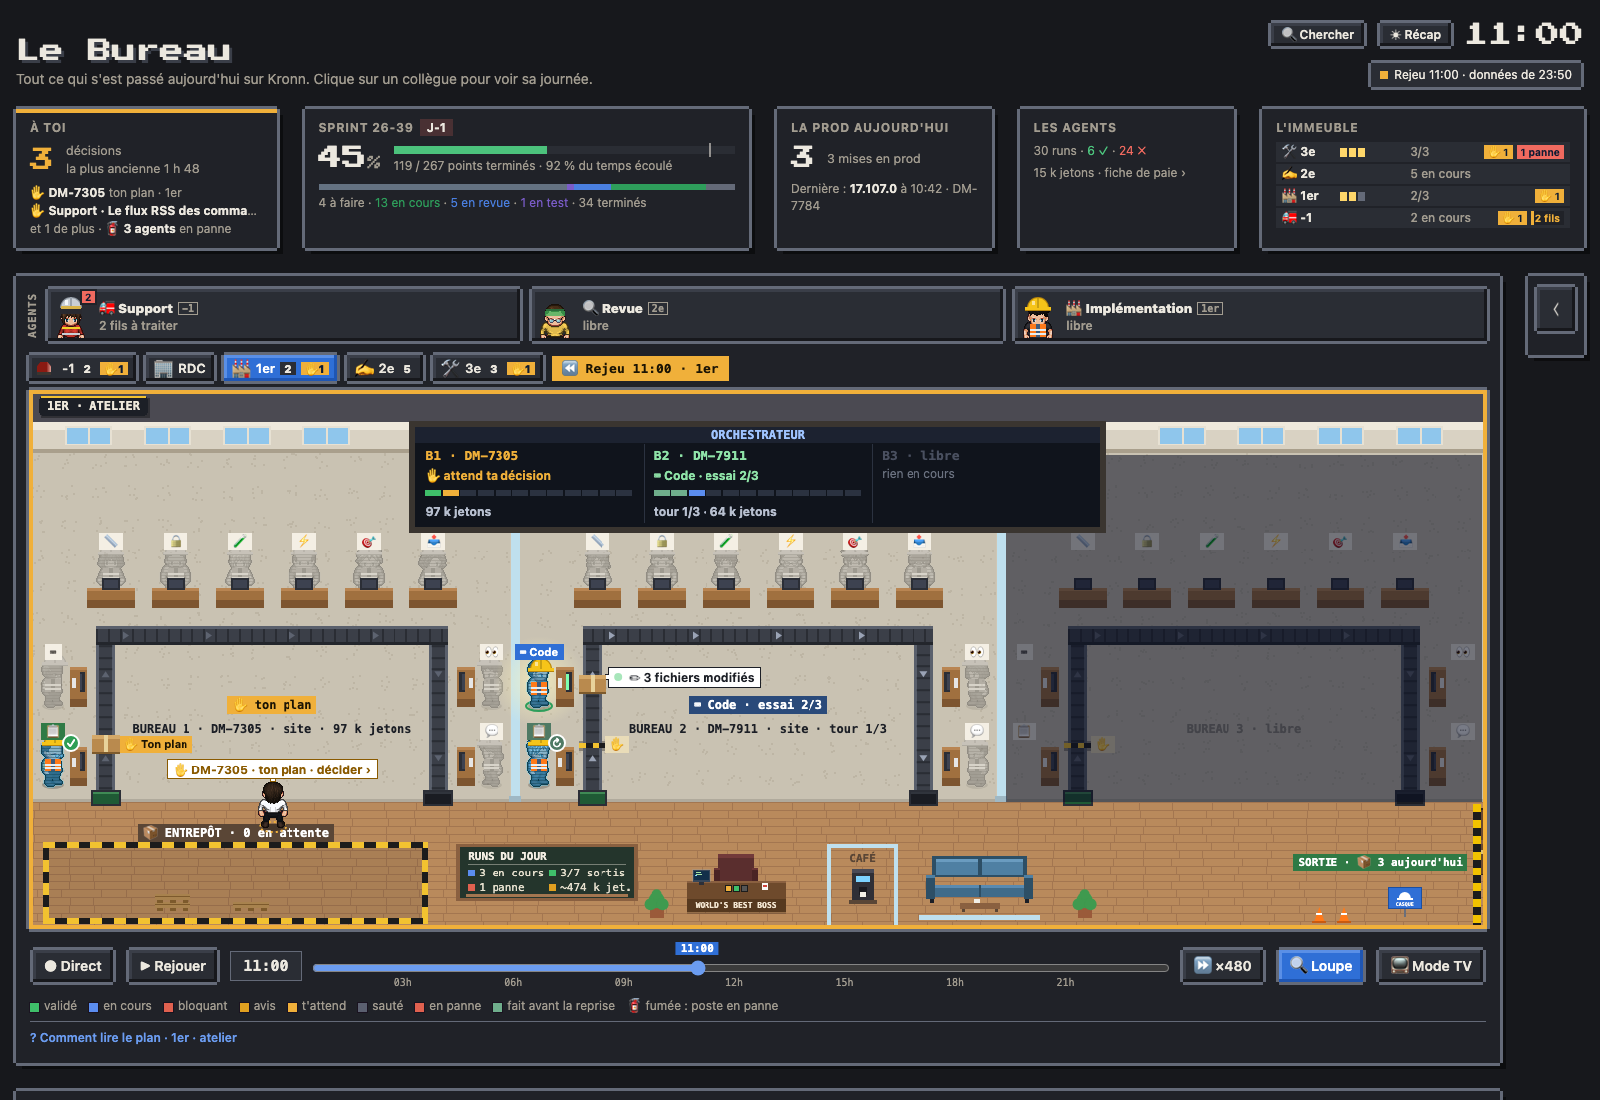 Le Bureau
Tout ce qui s'est passé aujourd'hui sur Kronn. Clique sur un collègue pour voir sa journée.
Chercher
Récap
11:00
Rejeu 11:00 · données de 23:50
À TOI
3
décisions
la plus ancienne 1 h 48
DM-7305 ton plan · 1er
Support · Le flux RSS des comma…
et 1 de plus · 3 agents en panne
SPRINT 26-39 J-1
45%
119 / 267 points terminés · 92 % du temps écoulé
4 à faire · 13 en cours · 5 en revue · 1 en test · 34 terminés
LA PROD AUJOURD'HUI
3
3 mises en prod
Dernière : 17.107.0 à 10:42 · DM-
7784
LES AGENTS
30 runs · 6 ✓ · 24 ✕
15 k jetons · fiche de paie ›
L'IMMEUBLE
3e 3/3 1 1 panne
2e 5 en cours
1er 2/3 1
-1 2 en cours 1 2 fils
AGENTS
2
Support -1
2 fils à traiter
Revue 2e
libre
Implémentation 1er
libre
-1 2 1
RDC
1er 2 1
2e 5
3e 3 1
Rejeu 11:00 · 1er
1ER · ATELIER
ORCHESTRATEUR
B1 · DM-7305
attend ta décision
97 k jetons
B2 · DM-7911
Code · essai 2/3
tour 1/3 · 64 k jetons
B3 · libre
rien en cours
Code
3 fichiers modifiés
ton plan
Code · essai 2/3
BUREAU 1 · DM-7305 · site · 97 k jetons
BUREAU 2 · DM-7911 · site · tour 1/3
BUREAU 3 · libre
Ton plan
DM-7305 · ton plan · décider ›
ENTREPÔT · 0 en attente
RUNS DU JOUR
3 en cours 3/7 sortis
1 panne ~474 k jet.
WORLD'S BEST BOSS
CAFÉ
SORTIE · 3 aujourd'hui
CASQUE
Direct
Rejouer
11:00
11:00
03h 06h 09h 12h 15h 18h 21h
×480
Loupe
Mode TV
validé en cours bloquant avis t'attend sauté en panne fait avant la reprise fumée : poste en panne
? Comment lire le plan · 1er · atelier